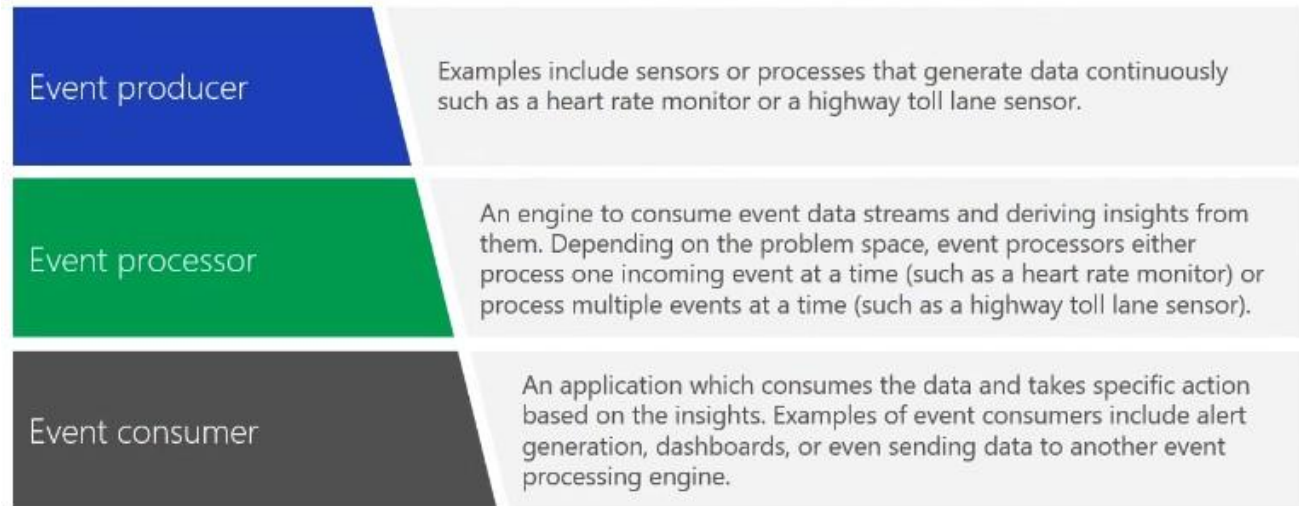 Event producer
Examples include sensors or processes that generate data continuously
such as a heart rate monitor or a highway toll lane sensor.
Event processor
An engine to consume event data streams and deriving insights from
them. Depending on the problem space, event processors either
process one incoming event at a time (such as a heart rate monitor) or
process multiple events at a time (such as a highway toll lane sensor).
Event consumer
An application which consumes the data and takes specific action
based on the insights. Examples of event consumers include alert
generation, dashboards, or even sending data to another event
processing engine.